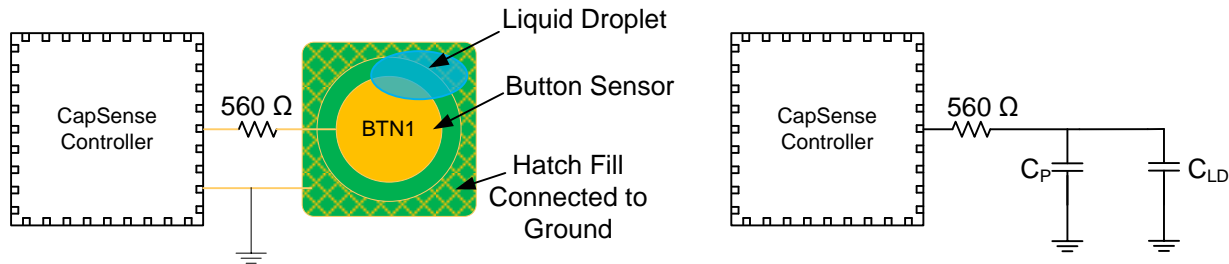 Liquid Droplet
CapSense
Controller
560 Ω
BTN1
Button Sensor
Hatch Fill
Connected to
Ground
CapSense
Controller
560 Ω
CP
CLD